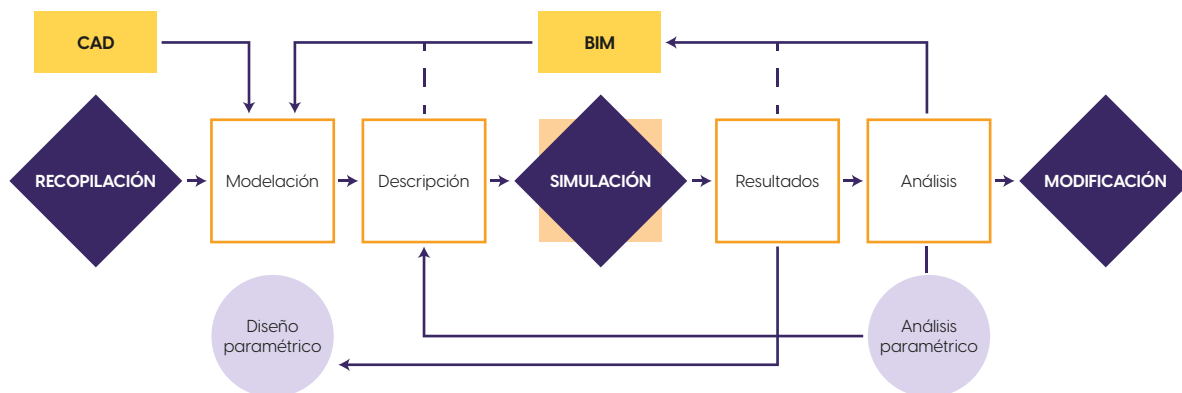 CAD
BIM
RECOPILACIÓN
Modelación
Descripción
SIMULACIÓN
Resultados
Análisis
MODIFICACIÓN
Diseño
paramétrico
Análisis
paramétrico